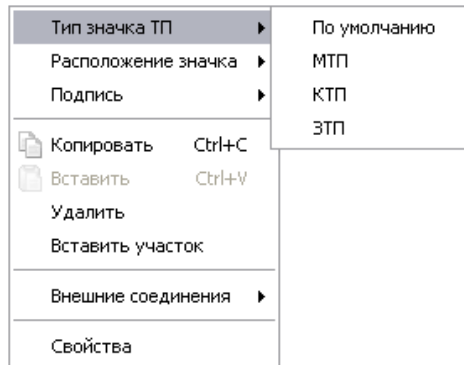 Тип значка ТП
Расположение значка
Подпись
Копировать Ctrl+C
Вставить Ctrl+V
Удалить
Вставить участок
Внешние соединения
Свойства
По умолчанию
МТП
КТП
ЗТП